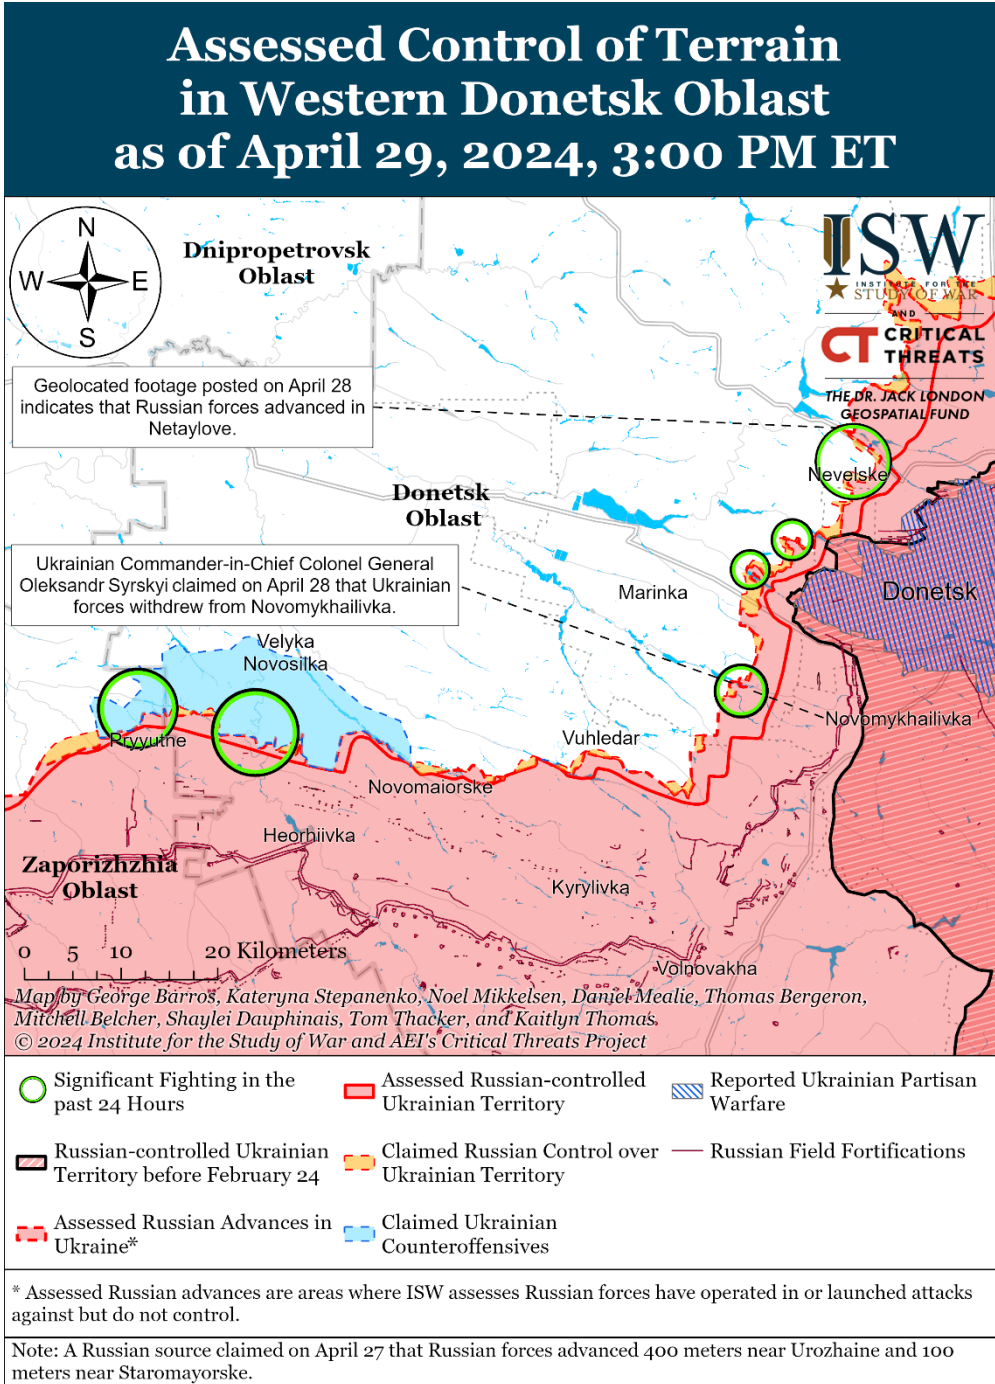 Assessed Control of Terrain
in Western Donetsk Oblast
as of April 29, 2024, 3:00 PM ET
N
W
E
S
Dnipropetrovsk
Oblast
ISW
INSTITUTE FOR THE
STUDY OF WAR
AND
CT CRITICAL
THREATS
THE DR. JACK LONDON
GEOSPATIAL FUND
Geolocated footage posted on April 28
indicates that Russian forces advanced in
Netaylove.
Nevelske
Donetsk
Oblast
Ukrainian Commander-in-Chief Colonel General
Oleksandr Syrskyi claimed on April 28 that Ukrainian
forces withdrew from Novomykhailivka.
Marinka
Donetsk
Velyka
Novosilka
Novomykhailivka
Pryyutne
Vuhledar
Novomaiorske
Heorhiivka
Zaporizhzhia
Oblast
Kyrylivka
0 5 10 20 Kilometers
Volnovakha
Map by George Barros, Kateryna Stepanenko, Noel Mikkelsen, Daniel Mealie, Thomas Bergeron,
Mitchell Belcher, Shaylei Dauphinais, Tom Thacker, and Kaitlyn Thomas
© 2024 Institute for the Study of War and AEI's Critical Threats Project
Significant Fighting in the
past 24 Hours
Assessed Russian-controlled
Ukrainian Territory
Reported Ukrainian Partisan
Warfare
Russian-controlled Ukrainian
Territory before February 24
Claimed Russian Control over
Ukrainian Territory
Russian Field Fortifications
Assessed Russian Advances in
Ukraine*
Claimed Ukrainian
Counteroffensives
* Assessed Russian advances are areas where ISW assesses Russian forces have operated in or launched attacks
against but do not control.
Note: A Russian source claimed on April 27 that Russian forces advanced 400 meters near Urozhaine and 100
meters near Staromayorske.